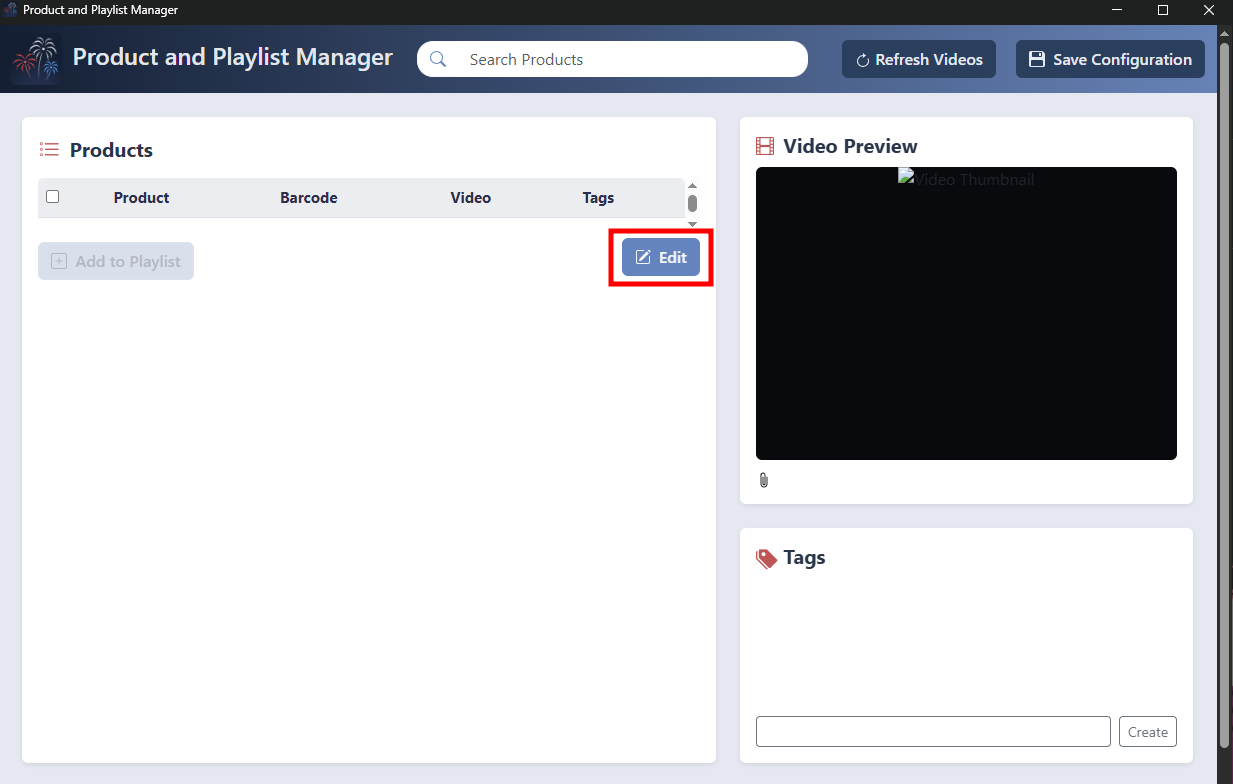 Product and Playlist Manager
Product and Playlist Manager
Search Products
Refresh Videos
Save Configuration
Products
Product Barcode Video Tags
Add to Playlist
Edit
Video Preview
Video Thumbnail
Tags
Create